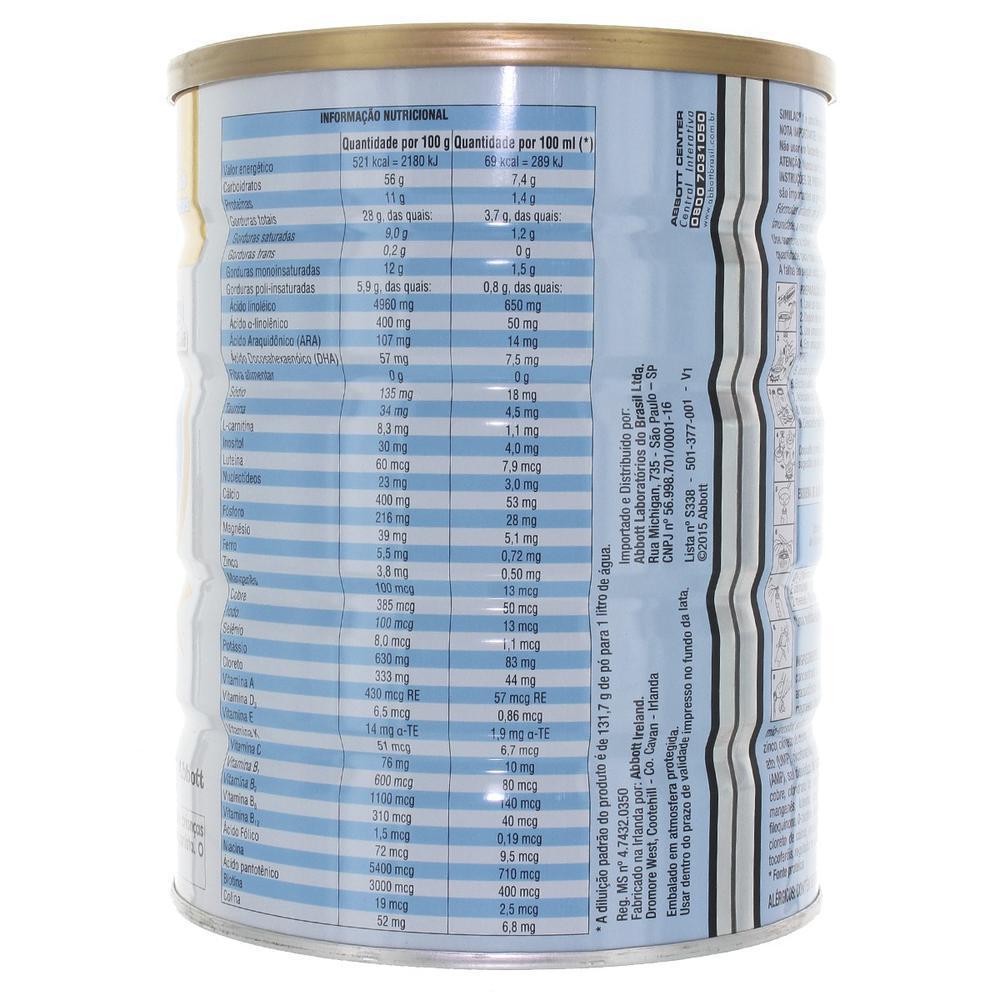 INFORMAÇÃO NUTRICIONAL
Quantidade por 100 g Quantidade por 100 ml (*)
Valor energético 521 kcal = 2180 kJ 69 kcal = 289 kJ
Carboidratos 56 g 7,4 g
Proteínas 11 g 1,4 g
Gorduras totais 28 g, das quais: 3,7 g, das quais:
Gorduras saturadas 9,0 g 1,2 g
Gorduras trans 0,2 g 0 g
Gorduras monoinsaturadas 12 g 1,5 g
Gorduras poli-insaturadas 5,9 g, das quais: 0,8 g, das quais:
Ácido linoléico 4960 mg 650 mg
Ácido α-linolênico 400 mg 50 mg
Ácido Araquidônico (ARA) 107 mg 14 mg
Ácido Docosahexaenóico (DHA) 57 mg 7,5 mg
Fibra alimentar 0 g 0 g
Sódio 135 mg 18 mg
Taurina 34 mg 4,5 mg
L-carnitina 8,3 mg 1,1 mg
Inositol 30 mg 4,0 mg
Luteína 60 mcg 7,9 mcg
Nucleotídeos 23 mg 3,0 mg
Cálcio 400 mg 53 mg
Fósforo 216 mg 28 mg
Magnésio 39 mg 5,1 mg
Ferro 5,5 mg 0,72 mg
Zinco 3,8 mg 0,50 mg
Manganês 100 mcg 13 mcg
Cobre 385 mcg 50 mcg
Iodo 100 mcg 13 mcg
Selênio 8,0 mcg 1,1 mcg
Potássio 630 mg 83 mg
Cloreto 333 mg 44 mg
Vitamina A 430 mcg RE 57 mcg RE
Vitamina D3 6,5 mcg 0,86 mcg
Vitamina E 14 mg α-TE 1,9 mg α-TE
Vitamina K 51 mcg 6,7 mcg
Vitamina C 76 mg 10 mg
Vitamina B1 600 mcg 80 mcg
Vitamina B2 1100 mcg 140 mcg
Vitamina B6 310 mcg 40 mcg
Vitamina B12 1,5 mcg 0,19 mcg
Ácido Fólico 72 mcg 9,5 mcg
Niacina 5400 mcg 710 mcg
Ácido pantotênico 3000 mcg 400 mcg
Biotina 19 mcg 2,5 mcg
Colina 52 mg 6,8 mg
* A diluição padrão do produto é de 131,7 g de pó para 1 litro de água.
Reg. MS nº 4.7432.0350
Fabricado na Irlanda por: Abbott Ireland.
Dromore West, Cootehill - Co. Cavan - Irlanda
Embalado em atmosfera protegida.
Usar dentro do prazo de validade impresso no fundo da lata.
Importado e Distribuído por:
Abbott Laboratórios do Brasil Ltda.
Rua Michigan, 735 - São Paulo – SP
CNPJ nº 56.998.701/0001-16
Lista nº S338 - 501-377-001 - V1
©2015 Abbott
ABBOTT CENTER
Central Interativa
0800 7031050
www.abbottbrasil.com.br
SIMILAC